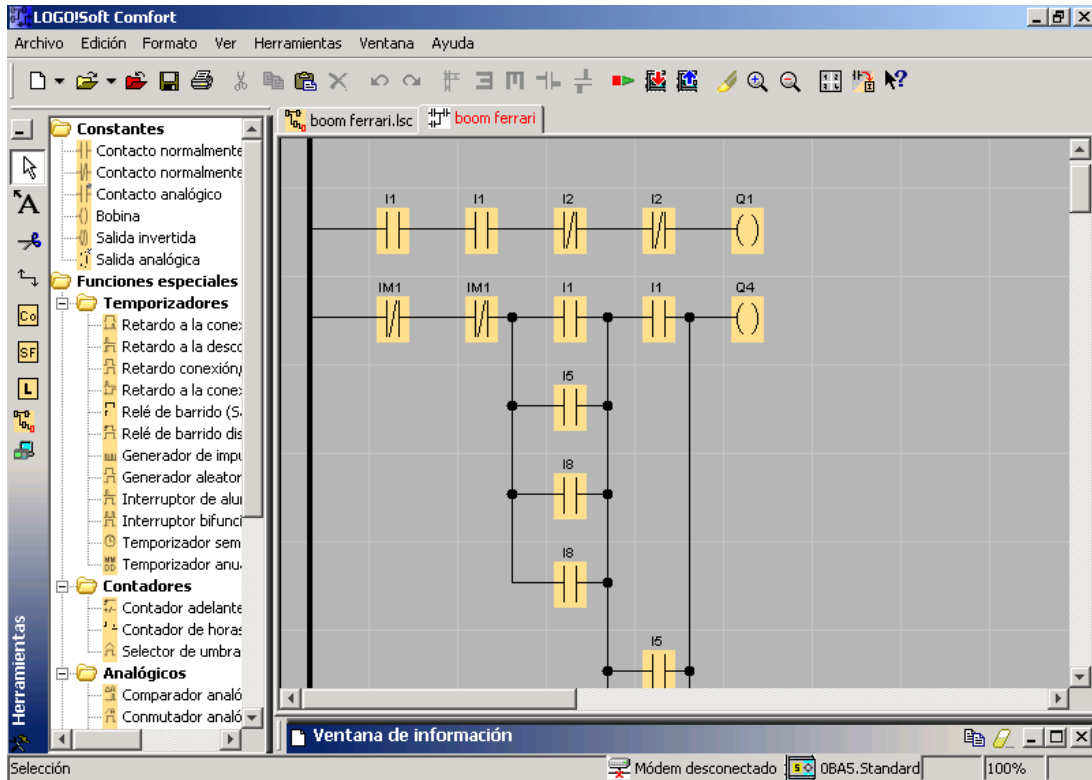 LOGO!Soft Comfort
Archivo Edición Formato Ver Herramientas Ventana Ayuda
boom ferrari.lsc boom ferrari
Constantes
Contacto normalmente
Contacto normalmente
Contacto analógico
Bobina
Salida invertida
Salida analógica
Funciones especiales
Temporizadores
Retardo a la cone
Retardo a la desc
Retardo conexión/
Retardo a la cone
Relé de barrido (S
Relé de barrido dis
Generador de impu
Generador aleator
Interruptor de alu
Interruptor bifunci
Temporizador sem
Temporizador anu
Contadores
Contador adelante
Contador de horas
Selector de umbra
Analógicos
Comparador analó
Conmutador analó
Herramientas
A
Co
SF
L
I1 I1 I2 I2 Q1
IM1 IM1 I1 I1 Q4
I5
I8
I8
I5
Ventana de información
Selección Módem desconectado 0BA5.Standard 100%